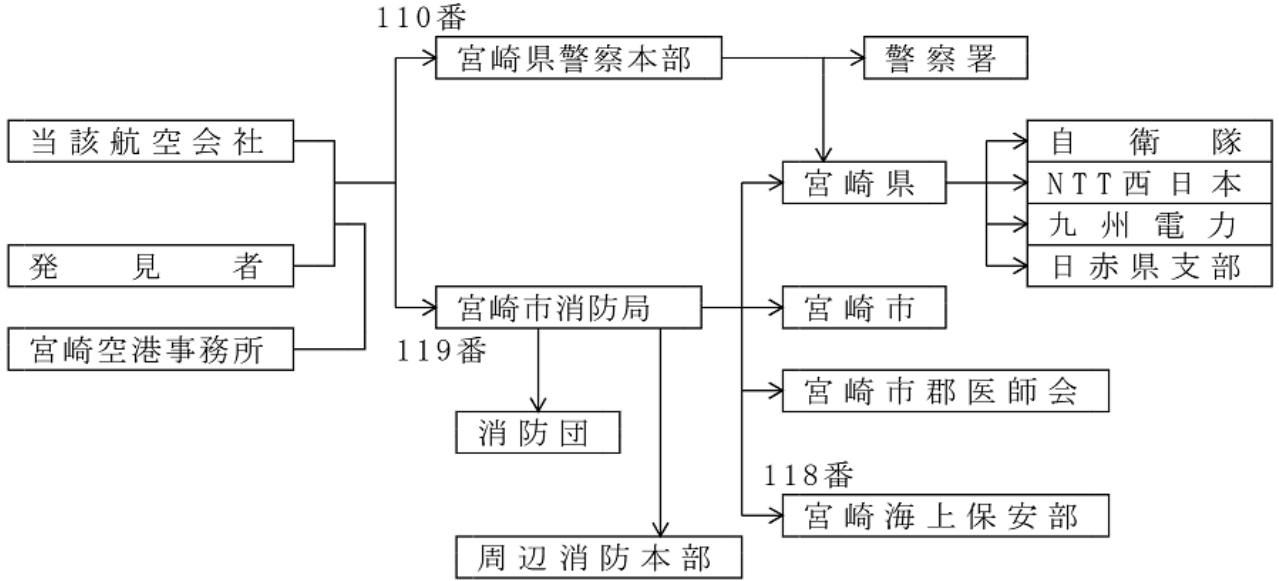 110番
宮崎県警察本部
警察署
当該航空会社
自衛隊
宮崎県
NTT西日本
九州電力
発見者
日赤県支部
宮崎市消防局
宮崎市
宮崎空港事務所
119番
宮崎市郡医師会
消防団
118番
宮崎海上保安部
周辺消防本部